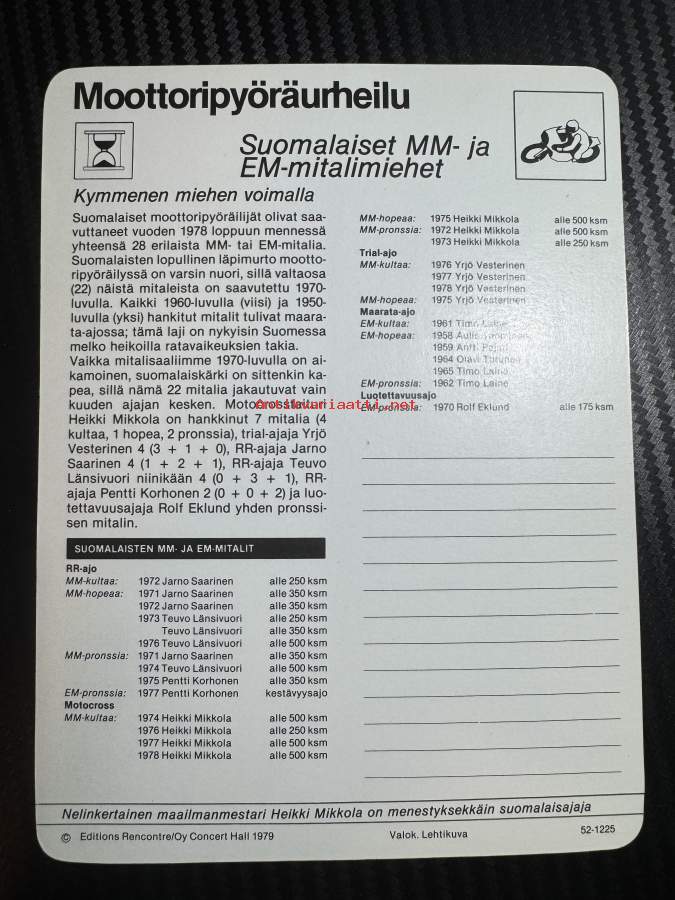 Moottoripyöräurheilu
Suomalaiset MM- ja
EM-mitalimiehet
Kymmenen miehen voimalla
Suomalaiset moottoripyöräilijät olivat saa-
vuttaneet vuoden 1978 loppuun mennessä
yhteensä 28 erilaista MM- tai EM-mitalia.
Suomalaisten lopullinen läpimurto mootto-
ripyöräilyssä on varsin nuori, sillä valtaosa
(22) näistä mitaleista on saavutettu 1970-
luvulla. Kaikki 1960-luvulla (viisi) ja 1950-
luvulla (yksi) hankitut mitalit tulivat maara-
ta-ajossa; tämä laji on nykyisin Suomessa
melko heikoilla ratavaikeuksien takia.
Vaikka mitalisaaliimme 1970-luvulla on ai-
kamoinen, suomalaiskärki on sittenkin ka-
pea, sillä nämä 22 mitalia jakautuvat vain
kuuden ajajan kesken. Motocrosstaituri
Heikki Mikkola on hankkinut 7 mitalia (4
kultaa, 1 hopea, 2 pronssia), trial-ajaja Yrjö
Vesterinen 4 (3 + 1 + 0), RR-ajaja Jarno
Saarinen 4 (1 + 2 + 1), RR-ajaja Teuvo
Länsivuori niinikään 4 (0 + 3 + 1), RR-
ajaja Pentti Korhonen 2 (0 + 0 + 2) ja luo-
tettavuusajaja Rolf Eklund yhden pronssi-
sen mitalin.
SUOMALAISTEN MM- JA EM-MITALIT
RR-ajo
MM-kultaa: 1972 Jarno Saarinen alle 250 ksm
MM-hopeaa: 1971 Jarno Saarinen alle 350 ksm
1972 Jarno Saarinen alle 350 ksm
1973 Teuvo Länsivuori alle 250 ksm
Teuvo Länsivuori alle 350 ksm
1976 Teuvo Länsivuori alle 500 ksm
MM-pronssia: 1971 Jarno Saarinen alle 350 ksm
1974 Teuvo Länsivuori alle 500 ksm
1975 Pentti Korhonen alle 350 ksm
EM-pronssia: 1977 Pentti Korhonen kestävyysajo
Motocross
MM-kultaa: 1974 Heikki Mikkola alle 500 ksm
1976 Heikki Mikkola alle 250 ksm
1977 Heikki Mikkola alle 500 ksm
1978 Heikki Mikkola alle 500 ksm
MM-hopeaa: 1975 Heikki Mikkola alle 500 ksm
MM-pronssia: 1972 Heikki Mikkola alle 500 ksm
1973 Heikki Mikkola alle 250 ksm
Trial-ajo
MM-kultaa: 1976 Yrjö Vesterinen
1977 Yrjö Vesterinen
1978 Yrjö Vesterinen
MM-hopeaa: 1975 Yrjö Vesterinen
Maarata-ajo
EM-kultaa: 1961 Timo Laine
EM-hopeaa: 1958 Aulis
1959 Antti
1964 Olavi
1965 Timo Laine
EM-pronssia: 1962 Timo Laine
Luotettavuusajo
EM-pronssia: 1970 Rolf Eklund alle 175 ksm
Antikvariaatti.net
Nelinkertainen maailmanmestari Heikki Mikkola on menestyksekkäin suomalaisajaja
© Editions Rencontre/Oy Concert Hall 1979 Valok. Lehtikuva 52-1225